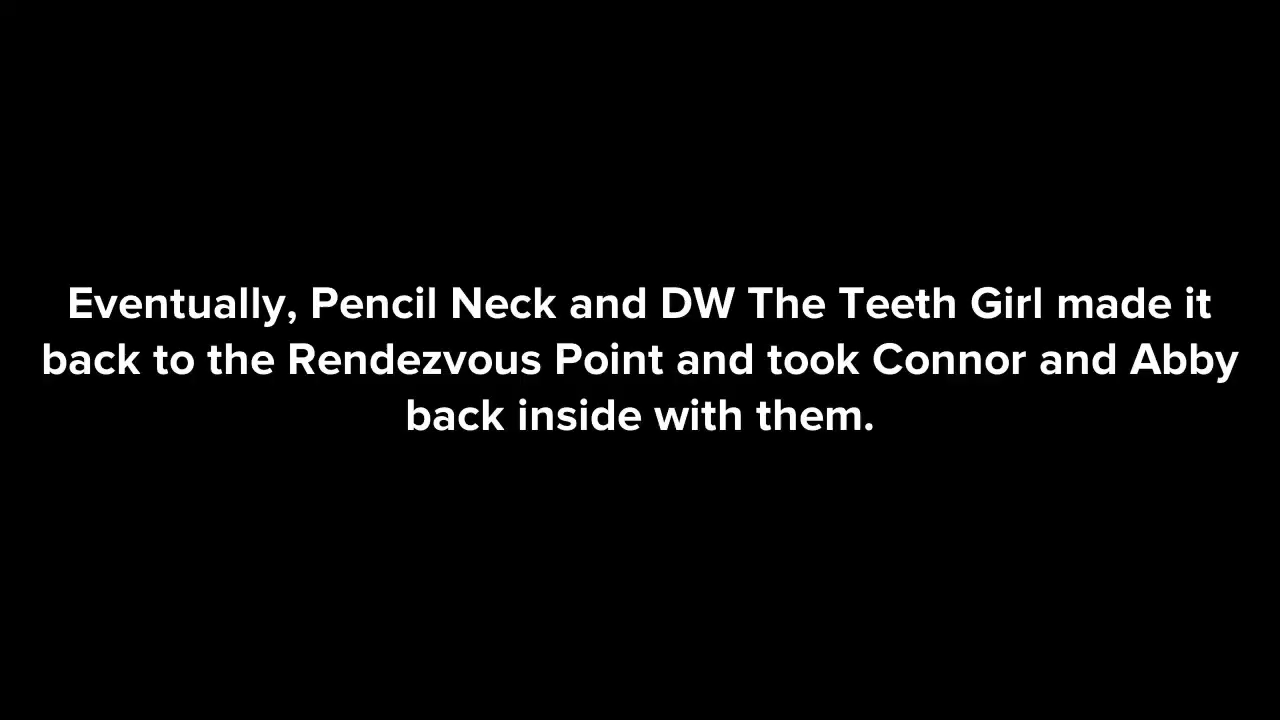 Eventually, Pencil Neck and DW The Teeth Girl made it
back to the Rendezvous Point and took Connor and Abby
back inside with them.